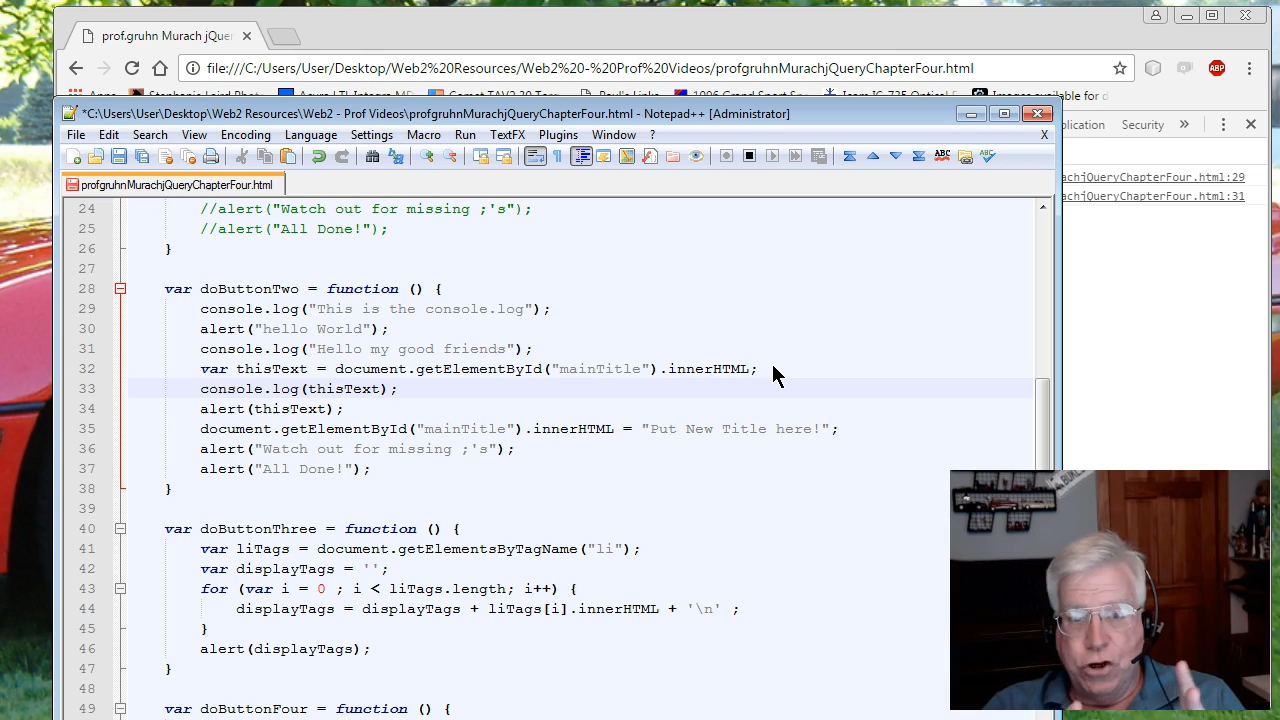 prof.gruhn Murach jQuer
file:///C:/Users/User/Desktop/Web2%20Resources/Web2%20-%20Prof%20Videos/profgruhnMurachjQueryChapterFour.html
ABP
*C:\Users\User\Desktop\Web2 Resources\Web2 - Prof Videos\profgruhnMurachjQueryChapterFour.html - Notepad++ [Administrator]
File Edit Search View Encoding Language Settings Macro Run TextFX Plugins Window ? X
plication Security »
profgruhnMurachjQueryChapterFour.html
achjQueryChapterFour.html:29
achjQueryChapterFour.html:31
24 //alert("Watch out for missing ;'s");
25 //alert("All Done!");
26 }
27
28 var doButtonTwo = function () {
29 console.log("This is the console.log");
30 alert("hello World");
31 console.log("Hello my good friends");
32 var thisText = document.getElementById("mainTitle").innerHTML;
33 console.log(thisText);
34 alert(thisText);
35 document.getElementById("mainTitle").innerHTML = "Put New Title here!";
36 alert("Watch out for missing ;'s");
37 alert("All Done!");
38 }
39
40 var doButtonThree = function () {
41 var liTags = document.getElementsByTagName("li");
42 var displayTags = '';
43 for (var i = 0 ; i < liTags.length; i++) {
44 displayTags = displayTags + liTags[i].innerHTML + '\n' ;
45 }
46 alert(displayTags);
47 }
48
49 var doButtonFour = function () {